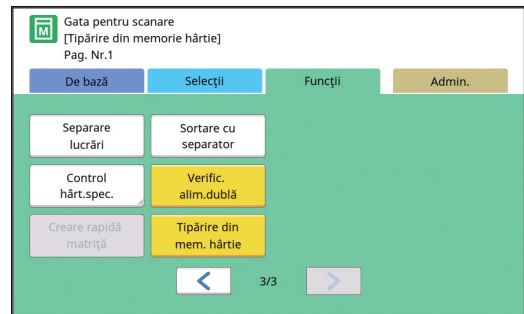 M
Gata pentru scanare
[Tipărire din memorie hârtie]
Pag. Nr.1
De bază
Selecții
Funcții
Admin.
Separare
lucrări
Sortare cu
separator
Control
hârt.spec.
Verific.
alim.dublă
Creare rapidă
matriță
Tipărire din
mem. hârtie
3/3